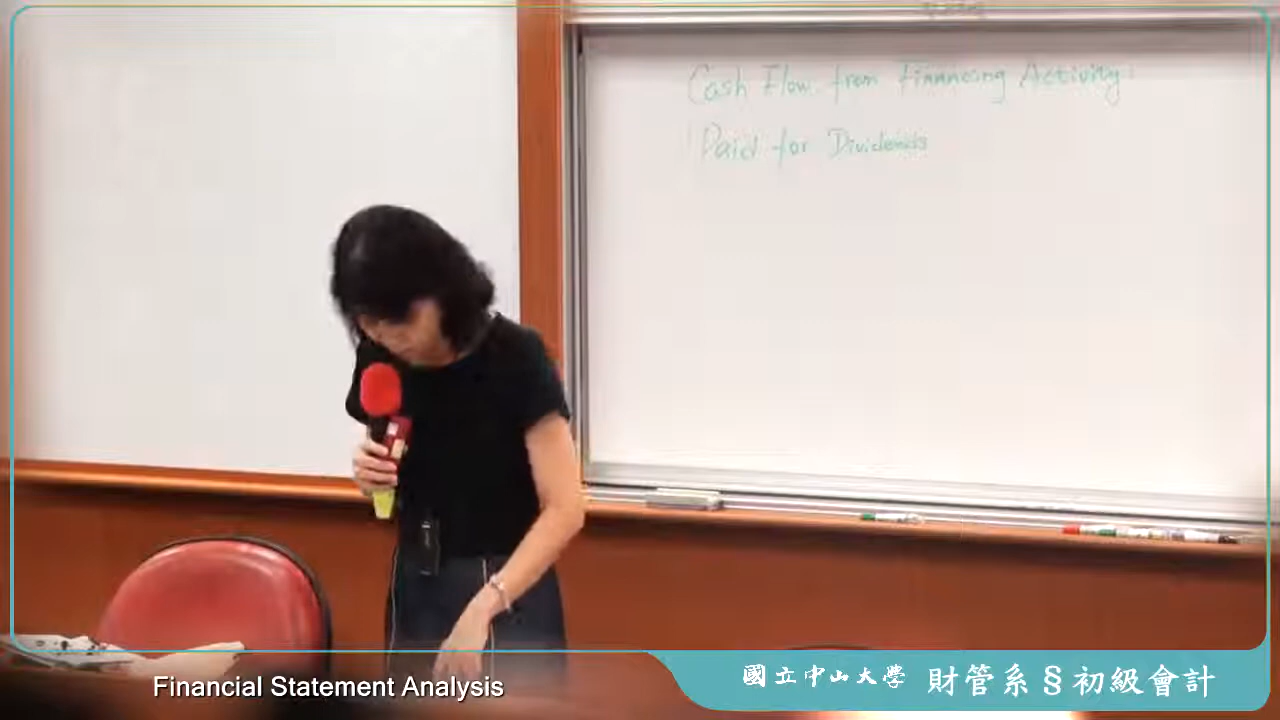 Cash Flow from Financing Activity:
Paid for Dividends
Financial Statement Analysis
國立中山大學 財管系§初級會計